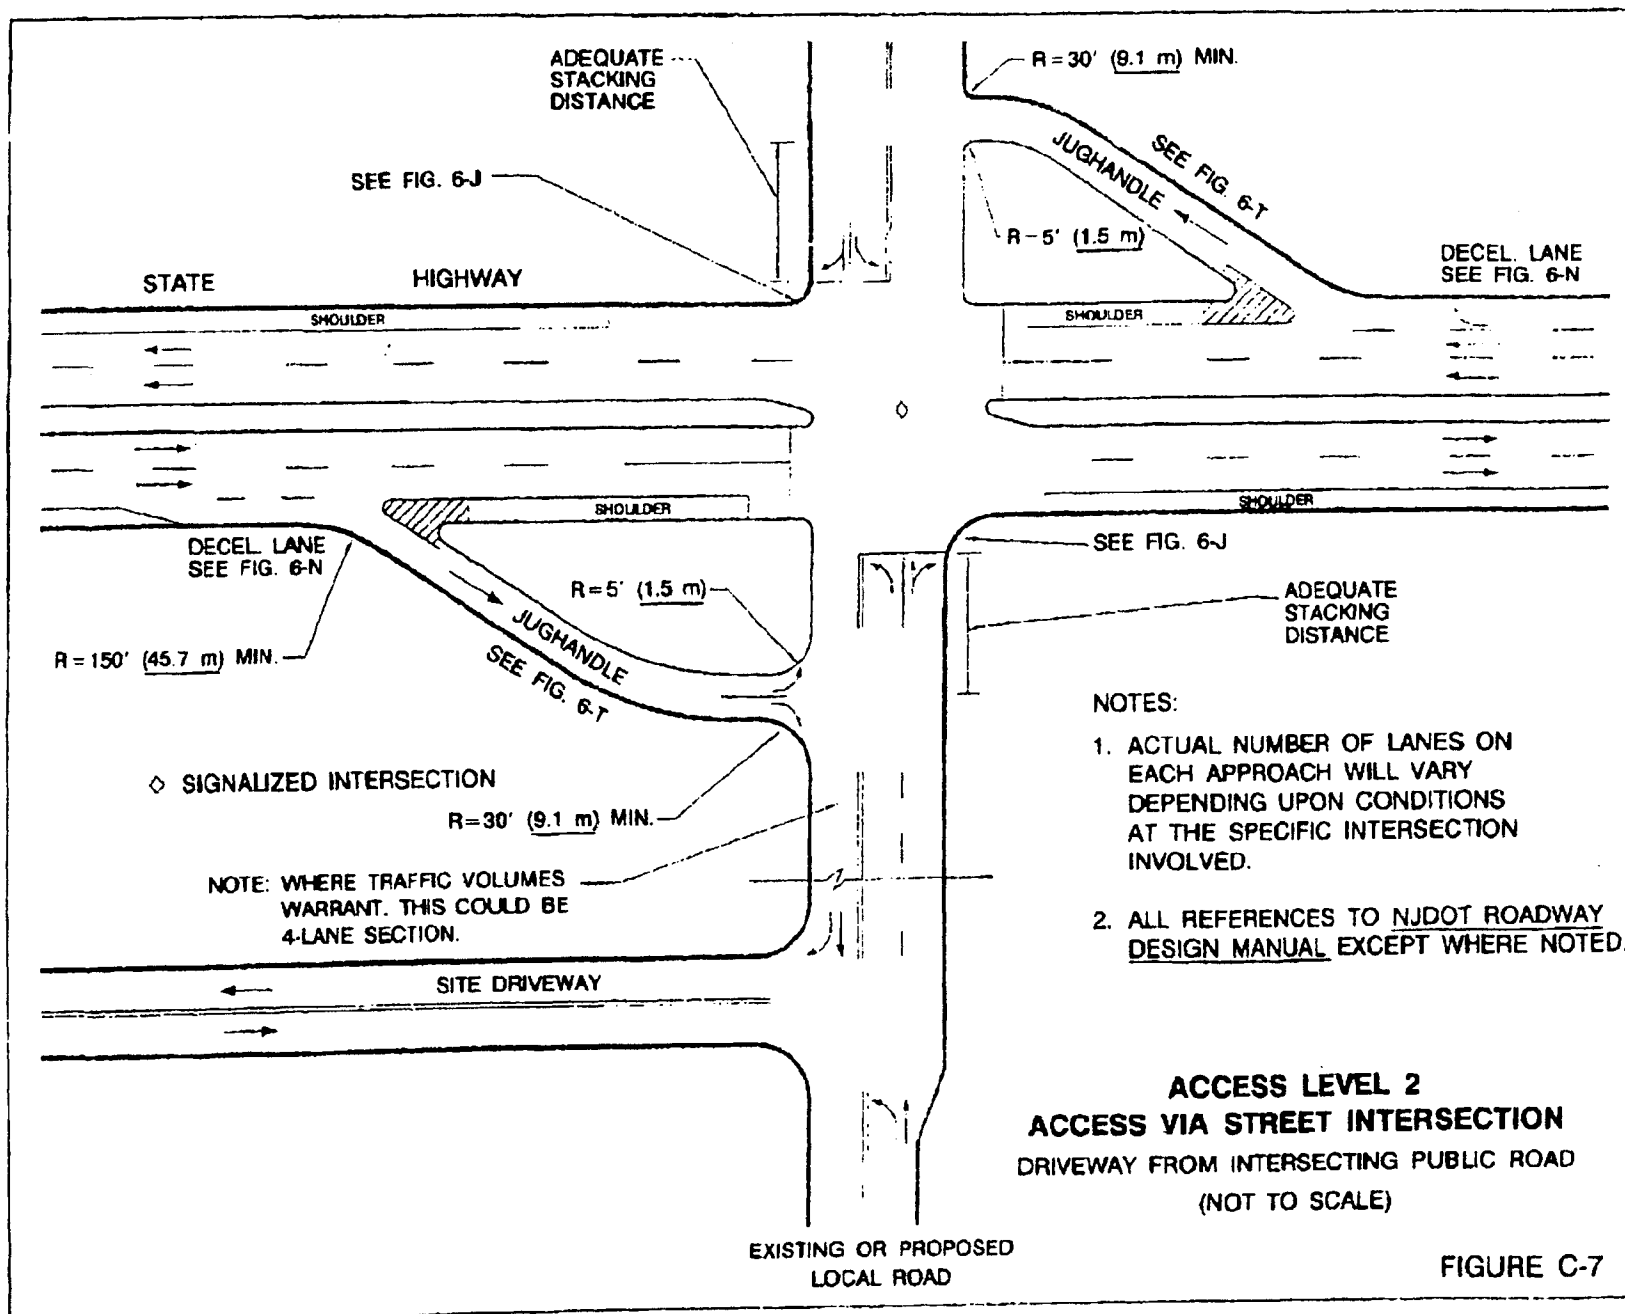 ADEQUATE
STACKING
DISTANCE
R=30' (9.1 m) MIN.
SEE FIG. 6-J
JUGHANDLE
SEE FIG. 6-T
R-5' (1.5 m)
DECEL. LANE
SEE FIG. 6-N
STATE HIGHWAY
SHOULDER
SHOULDER
SHOULDER
SHOULDER
DECEL. LANE
SEE FIG. 6-N
SEE FIG. 6-J
R=5' (1.5 m)
ADEQUATE
STACKING
DISTANCE
JUGHANDLE
SEE FIG. 6-T
R=150' (45.7 m) MIN.
NOTES:
1. ACTUAL NUMBER OF LANES ON
EACH APPROACH WILL VARY
DEPENDING UPON CONDITIONS
AT THE SPECIFIC INTERSECTION
INVOLVED.
2. ALL REFERENCES TO NJDOT ROADWAY
DESIGN MANUAL EXCEPT WHERE NOTED.
◇ SIGNALIZED INTERSECTION
R=30' (9.1 m) MIN.
NOTE: WHERE TRAFFIC VOLUMES
WARRANT. THIS COULD BE
4-LANE SECTION.
SITE DRIVEWAY
ACCESS LEVEL 2
ACCESS VIA STREET INTERSECTION
DRIVEWAY FROM INTERSECTING PUBLIC ROAD
(NOT TO SCALE)
EXISTING OR PROPOSED
LOCAL ROAD
FIGURE C-7